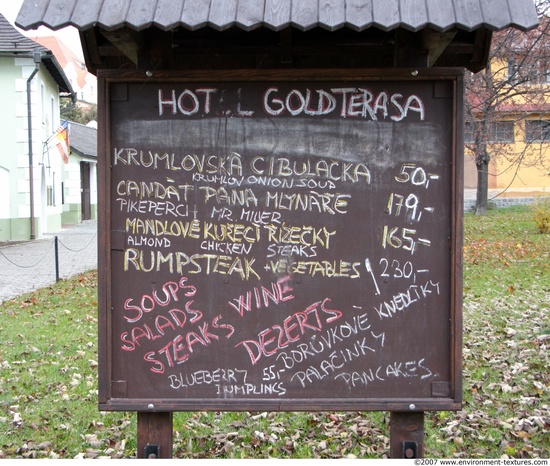 HOTEL GOLDTERASA
KRUMLOVSKÁ CIBULAČKA 50,-
KRUMLOV ONION SOUP
CANDÁT PANA MLYNÁŘE 179,-
PIKEPERCH MR. MILLER
MANDLOVÉ KUŘECÍ ŘÍZEČKY 165,-
ALMOND CHICKEN STEAKS
RUMPSTEAK + VEGETABLES 230,-
SOUPS
SALADS WINE
STEAKS DEZERTS
BORŮVKOVÉ KNEDLÍKY
BLUEBERRY DUMPLINGS 55,-
PALAČINKY
PANCAKES
©2007 www.environment-textures.com